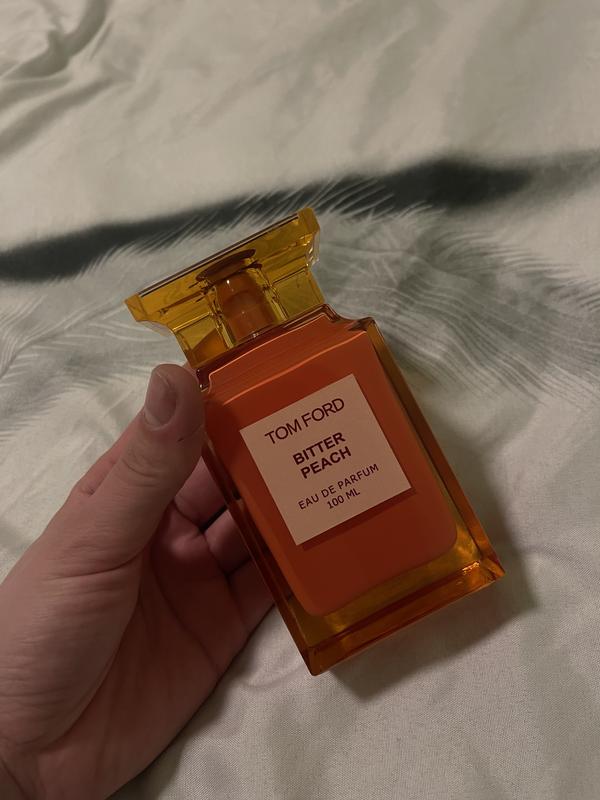 TOM FORD
BITTER
PEACH
EAU DE PARFUM
100 ML